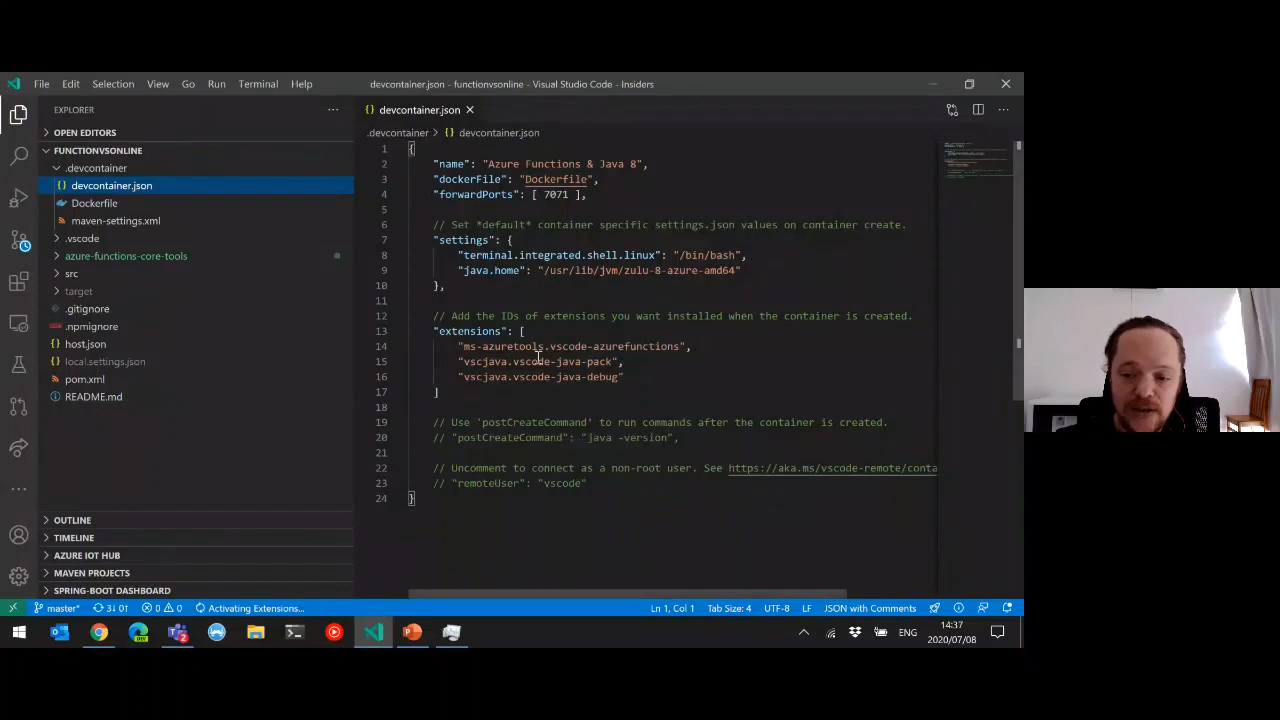 File Edit Selection View Go Run Terminal Help
devcontainer.json - functionvsonline - Visual Studio Code - Insiders
EXPLORER
OPEN EDITORS
FUNCTIONVSONLINE
.devcontainer
devcontainer.json
Dockerfile
maven-settings.xml
.vscode
azure-functions-core-tools
src
target
.gitignore
.npmignore
host.json
local.settings.json
pom.xml
README.md
OUTLINE
TIMELINE
AZURE IOT HUB
MAVEN PROJECTS
SPRING-BOOT DASHBOARD
devcontainer.json
.devcontainer > devcontainer.json
1 {
2 "name": "Azure Functions & Java 8",
3 "dockerFile": "Dockerfile",
4 "forwardPorts": [ 7071 ],
5
6 // Set *default* container specific settings.json values on container create.
7 "settings": {
8 "terminal.integrated.shell.linux": "/bin/bash",
9 "java.home": "/usr/lib/jvm/zulu-8-azure-amd64"
10 },
11
12 // Add the IDs of extensions you want installed when the container is created.
13 "extensions": [
14 "ms-azuretools.vscode-azurefunctions",
15 "vscjava.vscode-java-pack",
16 "vscjava.vscode-java-debug"
17 ]
18
19 // Use 'postCreateCommand' to run commands after the container is created.
20 // "postCreateCommand": "java -version",
21
22 // Uncomment to connect as a non-root user. See https://aka.ms/vscode-remote/conta
23 // "remoteUser": "vscode"
24 }
master* 3↓ 0↑ 0 0 Activating Extensions... Ln 1, Col 1 Tab Size: 4 UTF-8 LF JSON with Comments
ENG 14:37
2020/07/08